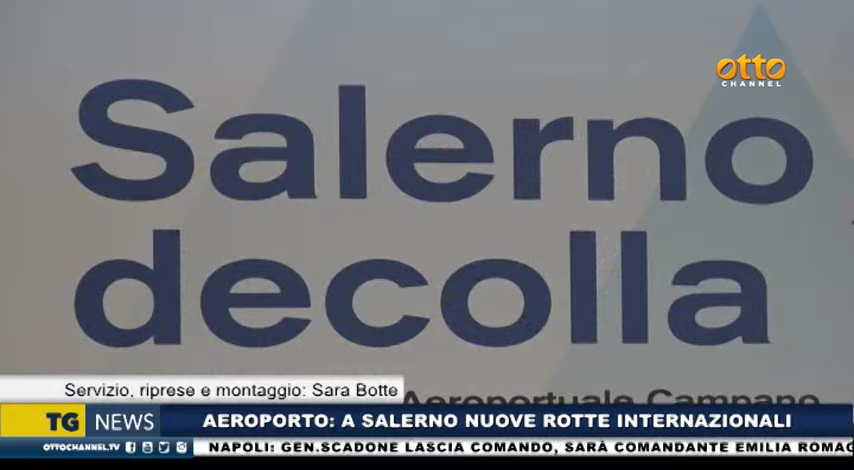 otto
CHANNEL
Salerno
decolla
Aeroportuale Campano
Servizio, riprese e montaggio: Sara Botte
TG NEWS
AEROPORTO: A SALERNO NUOVE ROTTE INTERNAZIONALI
OTTOCHANNEL.TV
NAPOLI: GEN.SCADONE LASCIA COMANDO, SARÀ COMANDANTE EMILIA ROMAG